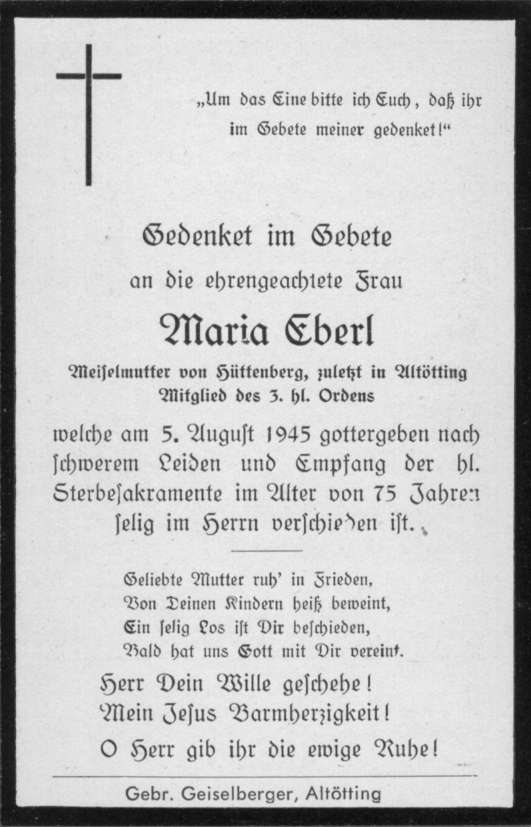 „Um das Eine bitte ich Euch, daß ihr
im Gebete meiner gedenket!“
Gedenket im Gebete
an die ehrengeachtete Frau
Maria Eberl
Meiselmutter von Hüttenberg, zuletzt in Altötting
Mitglied des 3. hl. Ordens
welche am 5. August 1945 gottergeben nach
schwerem Leiden und Empfang der hl.
Sterbesakramente im Alter von 75 Jahren
selig im Herrn verschieden ist.
Geliebte Mutter ruh' in Frieden,
Von Deinen Kindern heiß beweint,
Ein selig Los ist Dir beschieden,
Bald hat uns Gott mit Dir vereint.
Herr Dein Wille geschehe!
Mein Jesus Barmherzigkeit!
O Herr gib ihr die ewige Ruhe!
Gebr. Geiselberger, Altötting